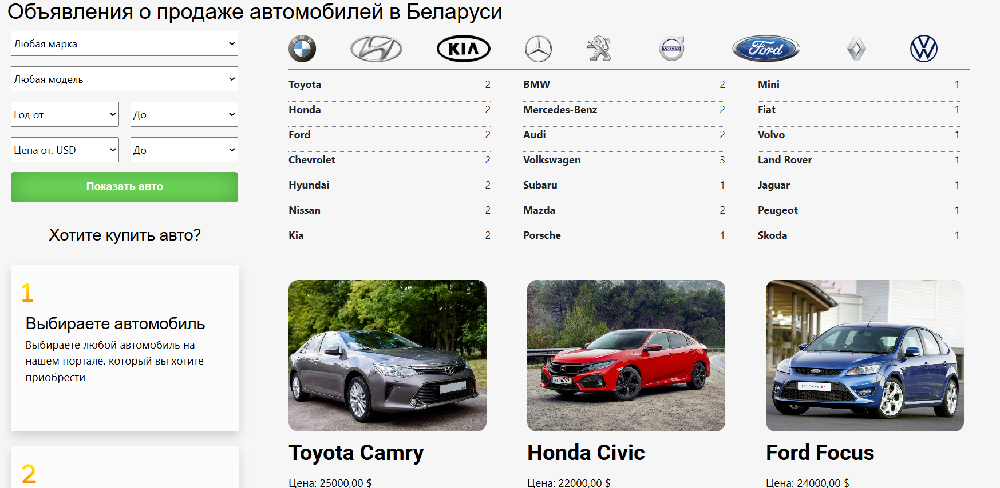 Объявления о продаже автомобилей в Беларуси
Любая марка
Любая модель
Год от
До
Цена от, USD
До
Показать авто
Хотите купить авто?
1
Выбираете автомобиль
Выбираете любой автомобиль на
нашем портале, который вы хотите
приобрести
2
BMW
KIA
VOLVO
Ford
Toyota 2
BMW 2
Mini 1
Honda 2
Mercedes-Benz 2
Fiat 1
Ford 2
Audi 2
Volvo 1
Chevrolet 2
Volkswagen 3
Land Rover 1
Hyundai 2
Subaru 1
Jaguar 1
Nissan 2
Mazda 2
Peugeot 1
Kia 2
Porsche 1
Skoda 1
F 06797
Ford
Focus ST
Toyota Camry
Honda Civic
Ford Focus
Цена: 25000,00 $
Цена: 22000,00 $
Цена: 24000,00 $